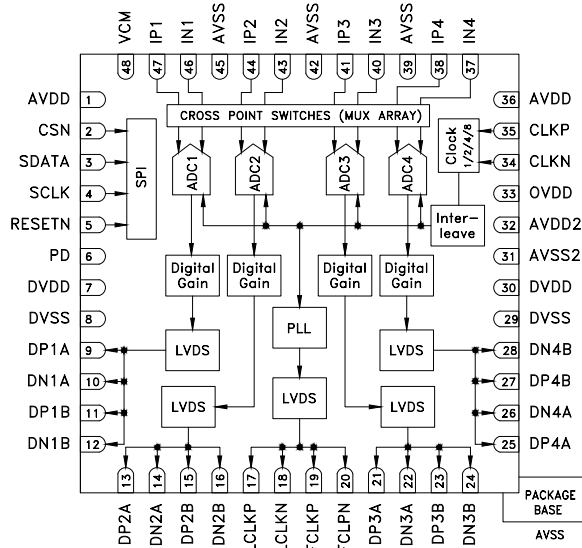 VCM IP1 IN1 AVSS IP2 IN2 AVSS IP3 IN3 AVSS IP4 IN4
48 47 46 45 44 43 42 41 40 39 38 37
AVDD 1
CSN 2
SDATA 3
SCLK 4
RESETN 5
PD 6
DVDD 7
DVSS 8
DP1A 9
DN1A 10
DP1B 11
DN1B 12
CROSS POINT SWITCHES (MUX ARRAY)
SPI
ADC1
ADC2
ADC3
ADC4
Clock
1/2/4/8
Inter-
leave
Digital
Gain
Digital
Gain
Digital
Gain
Digital
Gain
PLL
LVDS
LVDS
LVDS
LVDS
LVDS
36 AVDD
35 CLKP
34 CLKN
33 OVDD
32 AVDD2
31 AVSS2
30 DVDD
29 DVSS
28 DN4B
27 DP4B
26 DN4A
25 DP4A
13 14 15 16 17 18 19 20 21 22 23 24
DP2A DN2A DP2B DN2B DP3A DN3A DP3B DN3B
PACKAGE
BASE
AVSS